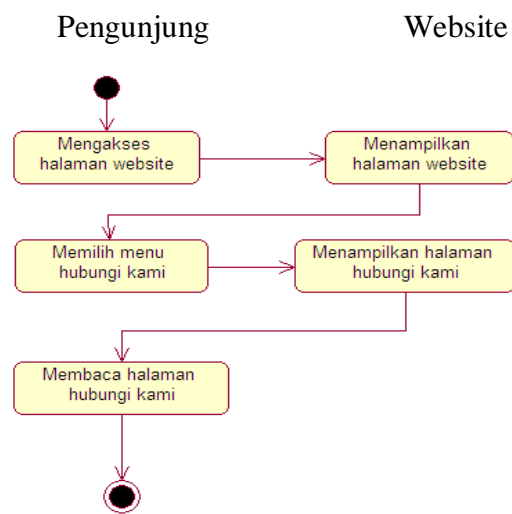 Pengunjung
Website
Mengakses
halaman website
Menampilkan
halaman website
Memilih menu
hubungi kami
Menampilkan halaman
hubungi kami
Membaca halaman
hubungi kami